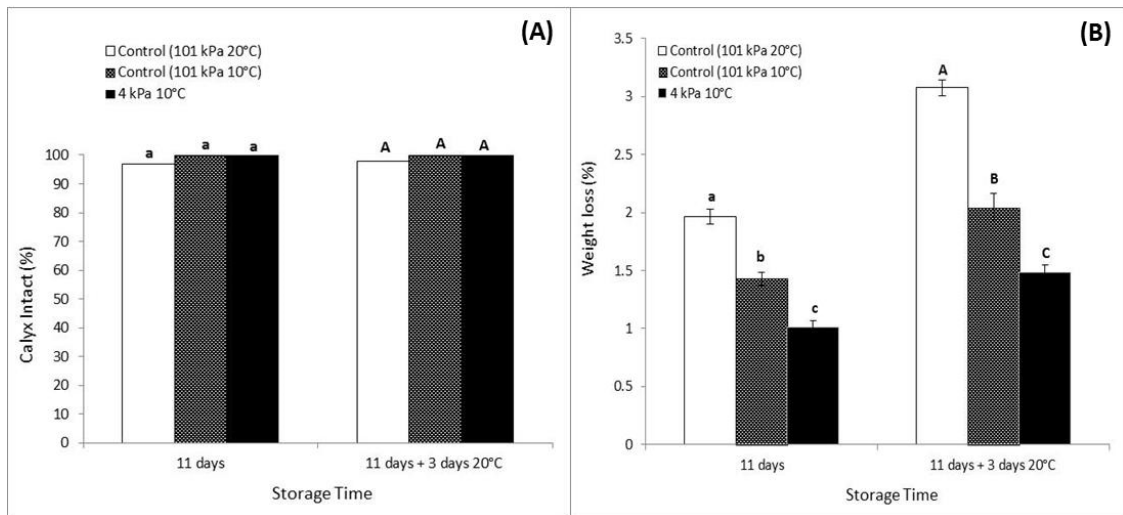 (A)
Control (101 kPa 20°C)
Control (101 kPa 10°C)
4 kPa 10°C
Calyx Intact (%)
100
90
80
70
60
50
40
30
20
10
0
a a a
A A A
11 days
11 days + 3 days 20°C
Storage Time
(B)
Control (101 kPa 20°C)
Control (101 kPa 10°C)
4 kPa 10°C
Weight loss (%)
3.5
3
2.5
2
1.5
1
0.5
0
a
b
c
A
B
C
11 days
11 days + 3 days 20°C
Storage Time